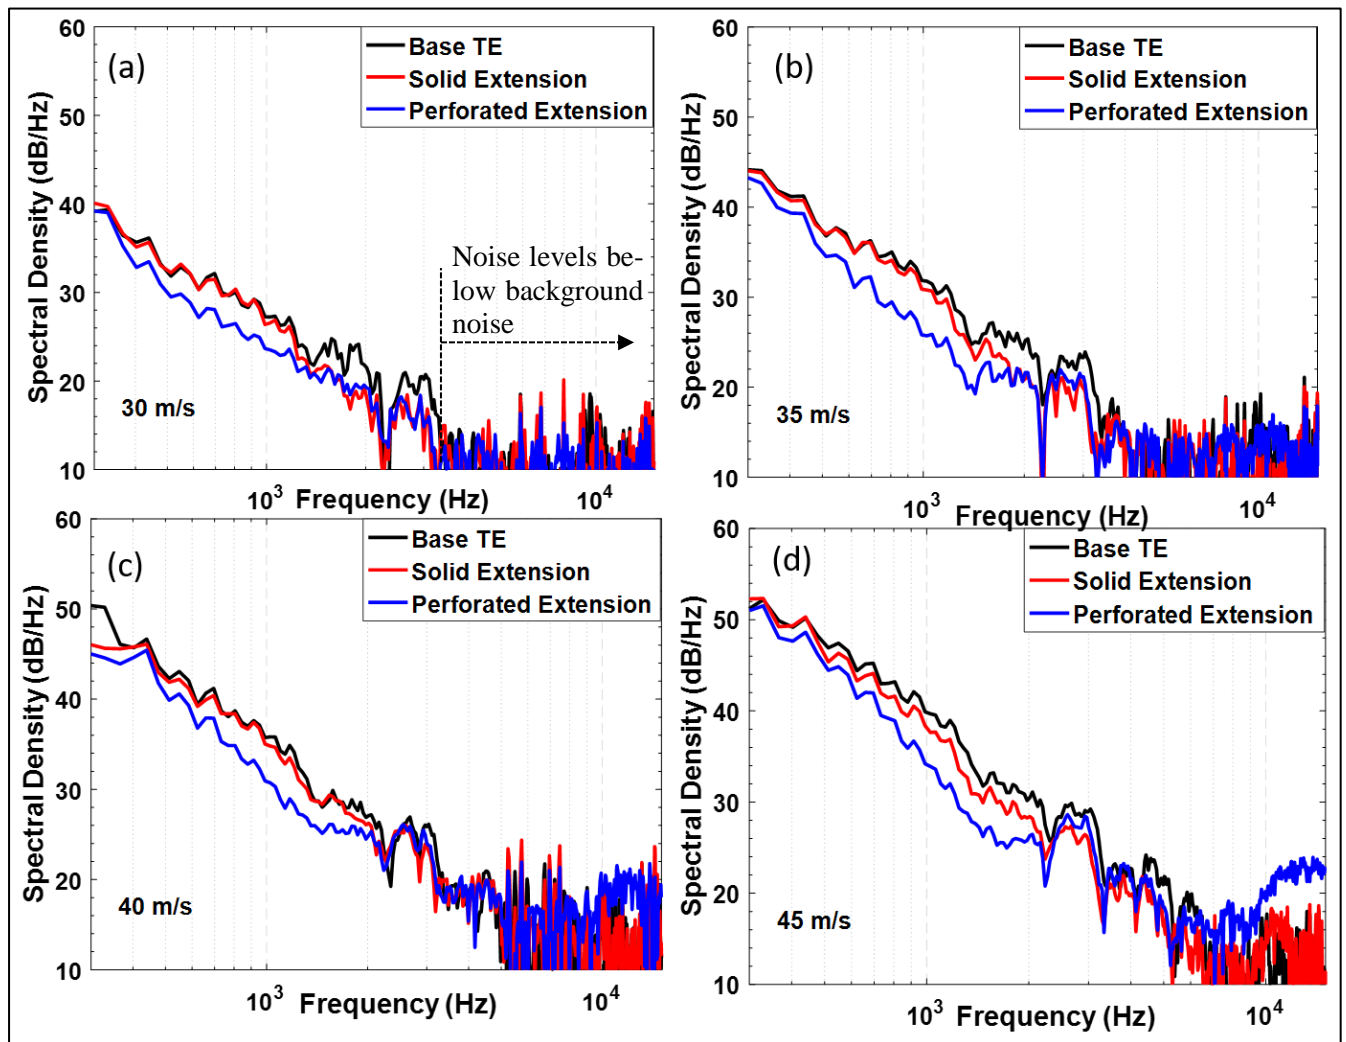 60
50
40
30
20
10
Spectral Density (dB/Hz)
(a)
Base TE
Solid Extension
Perforated Extension
Noise levels be-
low background
noise
30 m/s
10³ Frequency (Hz) 10⁴
60
50
40
30
20
10
Spectral Density (dB/Hz)
(b)
Base TE
Solid Extension
Perforated Extension
35 m/s
10³ Frequency (Hz) 10⁴
60
50
40
30
20
10
Spectral Density (dB/Hz)
(c)
Base TE
Solid Extension
Perforated Extension
40 m/s
10³ Frequency (Hz) 10⁴
60
50
40
30
20
10
Spectral Density (dB/Hz)
(d)
Base TE
Solid Extension
Perforated Extension
45 m/s
10³ Frequency (Hz) 10⁴